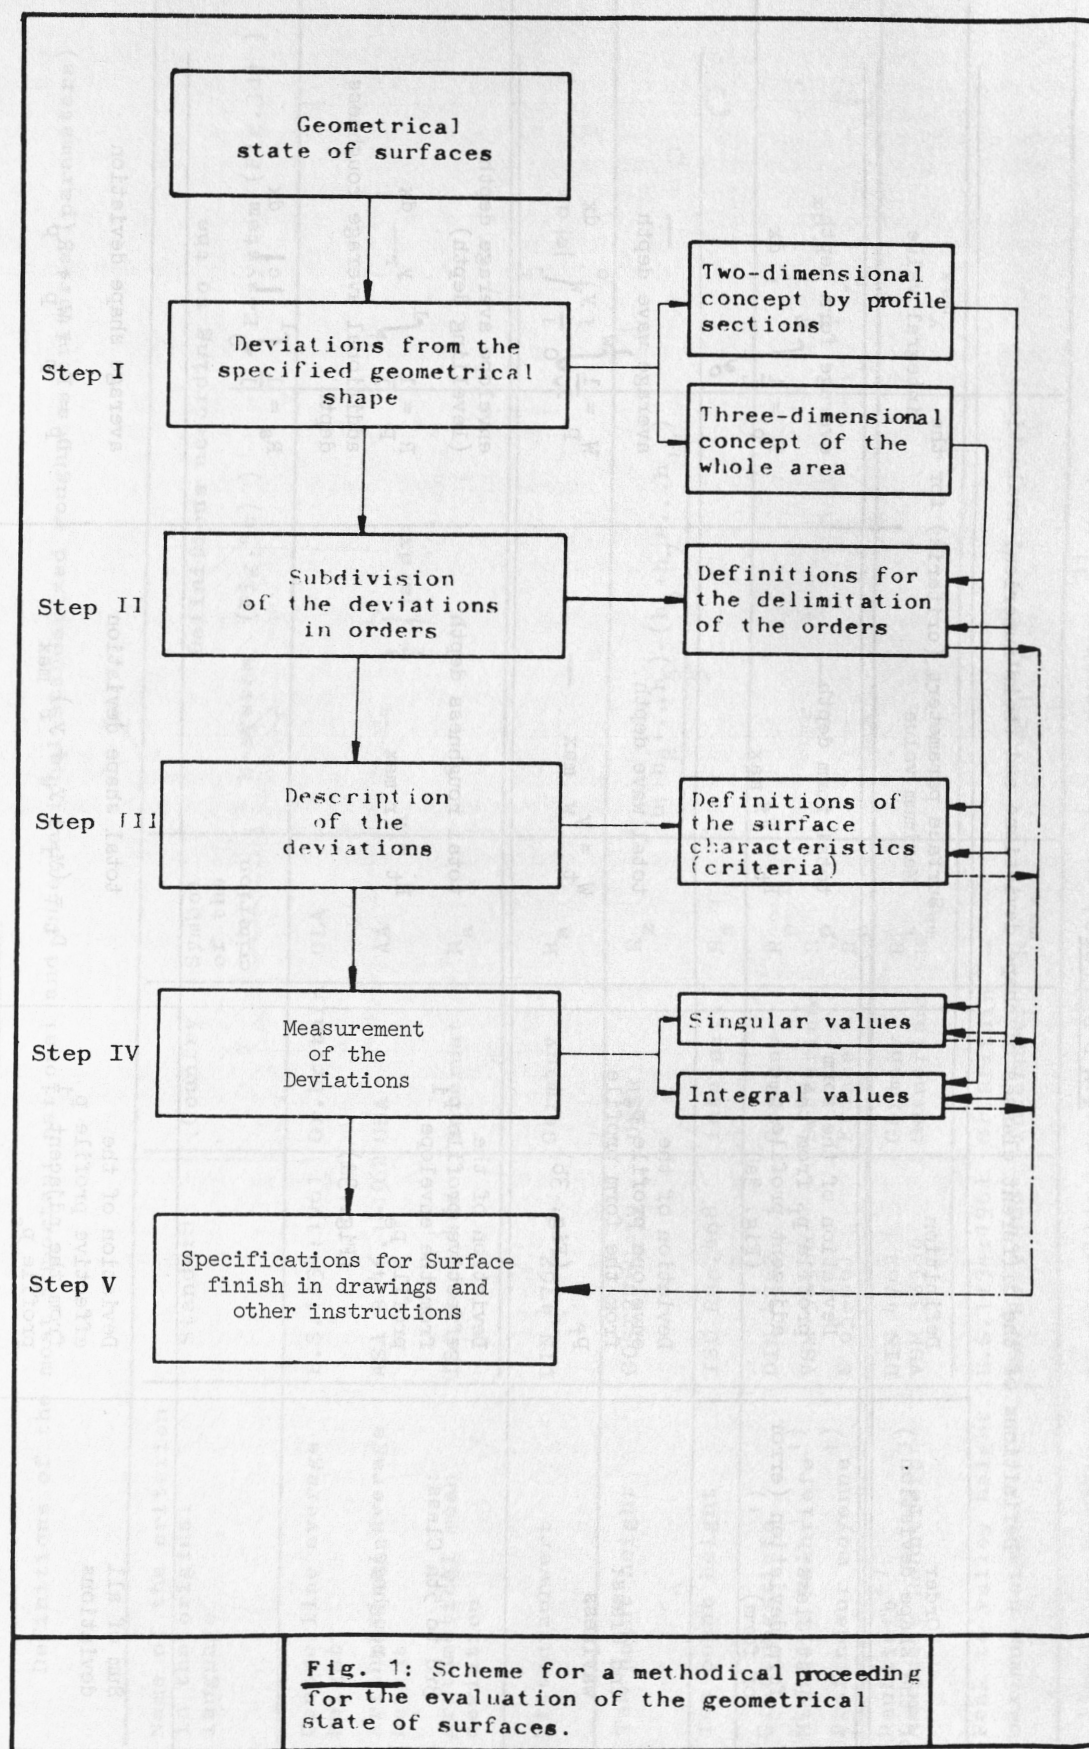 Geometrical
state of surfaces
Step I
Deviations from the
specified geometrical
shape
Two-dimensional
concept by profile
sections
Three-dimensional
concept of the
whole area
Step II
Subdivision
of the deviations
in orders
Definitions for
the delimitation
of the orders
Step III
Description
of the
deviations
Definitions of
the surface
characteristics
(criteria)
Step IV
Measurement
of the
Deviations
Singular values
Integral values
Step V
Specifications for Surface
finish in drawings and
other instructions
Fig. 1: Scheme for a methodical proceeding
for the evaluation of the geometrical
state of surfaces.